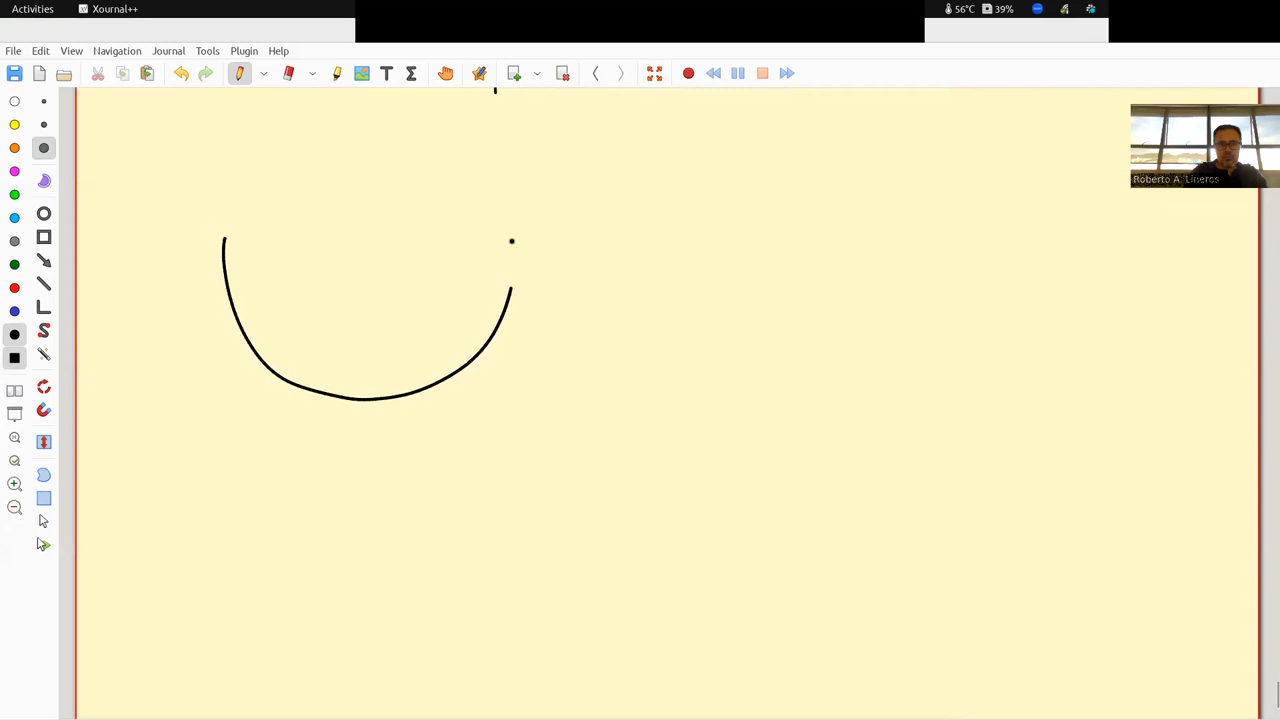 Activities Xournal++ 56°C 39%
File Edit View Navigation Journal Tools Plugin Help
Roberto A. Lineros